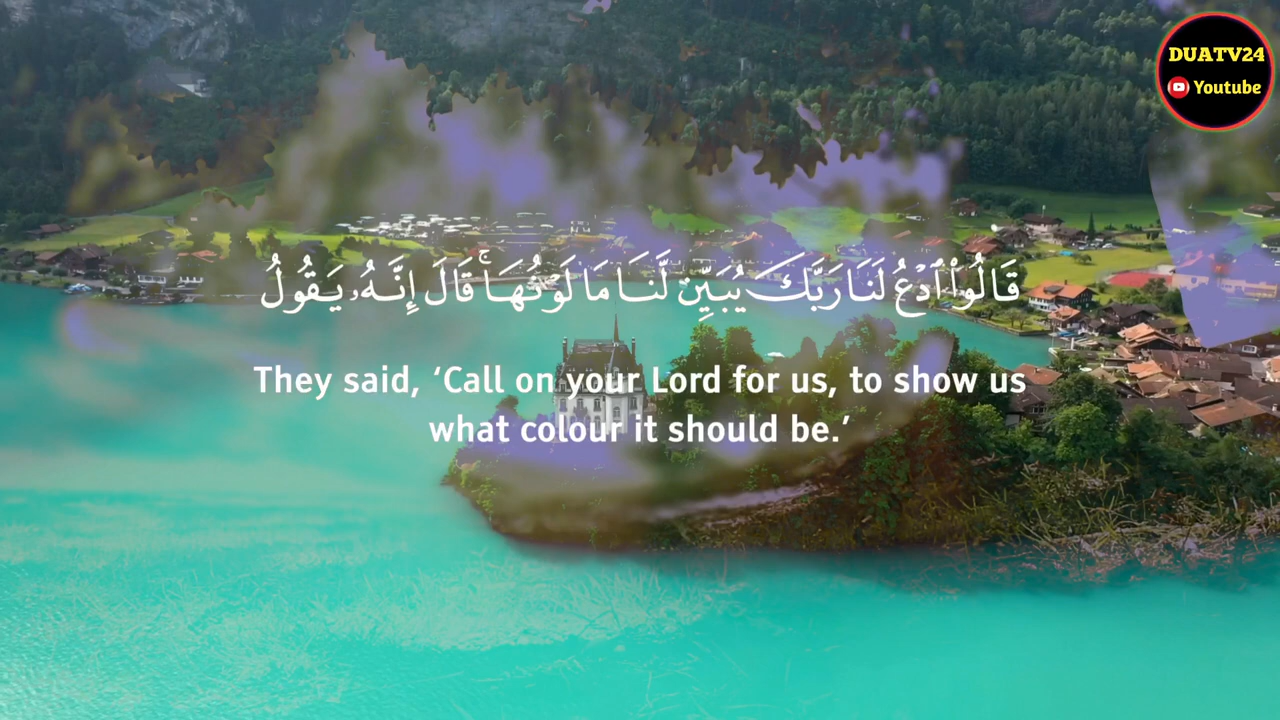 DUATV24
Youtube
قَالُوا۟ ٱدْعُ لَنَا رَبَّكَ يُبَيِّن لَّنَا مَا لَوْنُهَا ۚ قَالَ إِنَّهُۥ يَقُولُ
They said, ‘Call on your Lord for us, to show us
what colour it should be.’